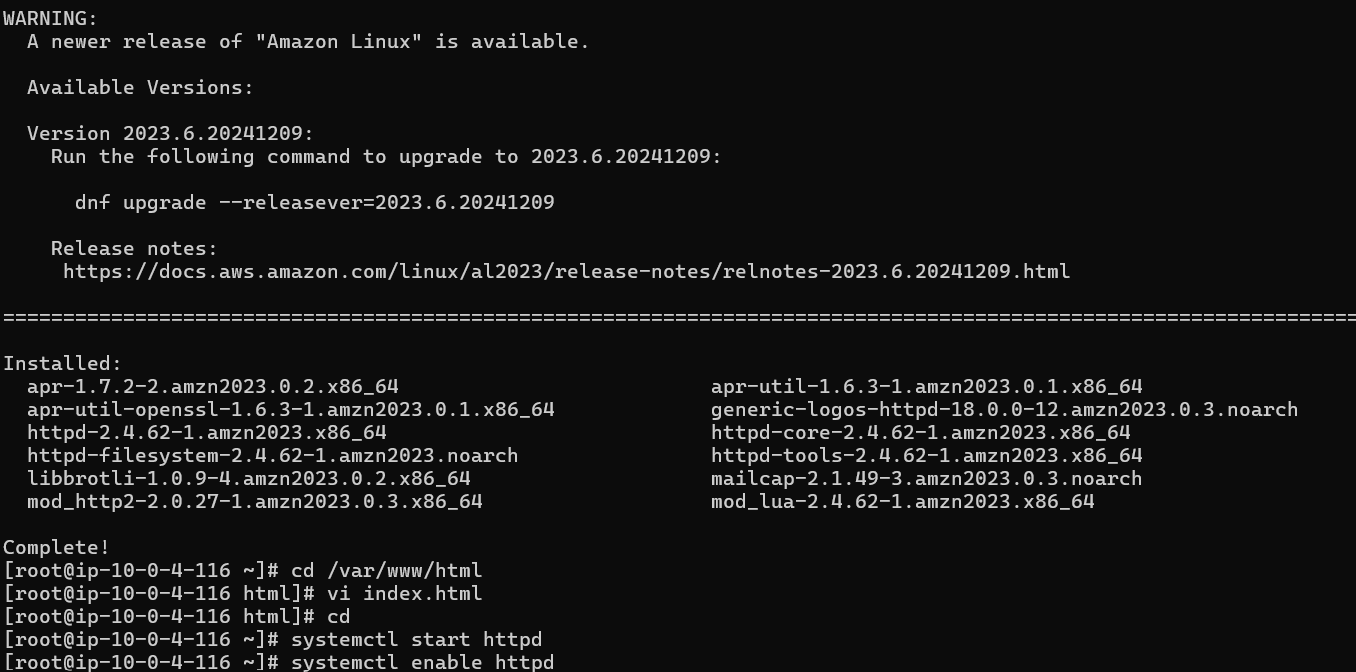 WARNING:
A newer release of "Amazon Linux" is available.
Available Versions:
Version 2023.6.20241209:
Run the following command to upgrade to 2023.6.20241209:
dnf upgrade --releasever=2023.6.20241209
Release notes:
https://docs.aws.amazon.com/linux/al2023/release-notes/relnotes-2023.6.20241209.html
=================================================================================================================
Installed:
apr-1.7.2-2.amzn2023.0.2.x86_64 apr-util-1.6.3-1.amzn2023.0.1.x86_64
apr-util-openssl-1.6.3-1.amzn2023.0.1.x86_64 generic-logos-httpd-18.0.0-12.amzn2023.0.3.noarch
httpd-2.4.62-1.amzn2023.x86_64 httpd-core-2.4.62-1.amzn2023.x86_64
httpd-filesystem-2.4.62-1.amzn2023.noarch httpd-tools-2.4.62-1.amzn2023.x86_64
libbrotli-1.0.9-4.amzn2023.0.2.x86_64 mailcap-2.1.49-3.amzn2023.0.3.noarch
mod_http2-2.0.27-1.amzn2023.0.3.x86_64 mod_lua-2.4.62-1.amzn2023.x86_64
Complete!
[root@ip-10-0-4-116 ~]# cd /var/www/html
[root@ip-10-0-4-116 html]# vi index.html
[root@ip-10-0-4-116 html]# cd
[root@ip-10-0-4-116 ~]# systemctl start httpd
[root@ip-10-0-4-116 ~]# systemctl enable httpd